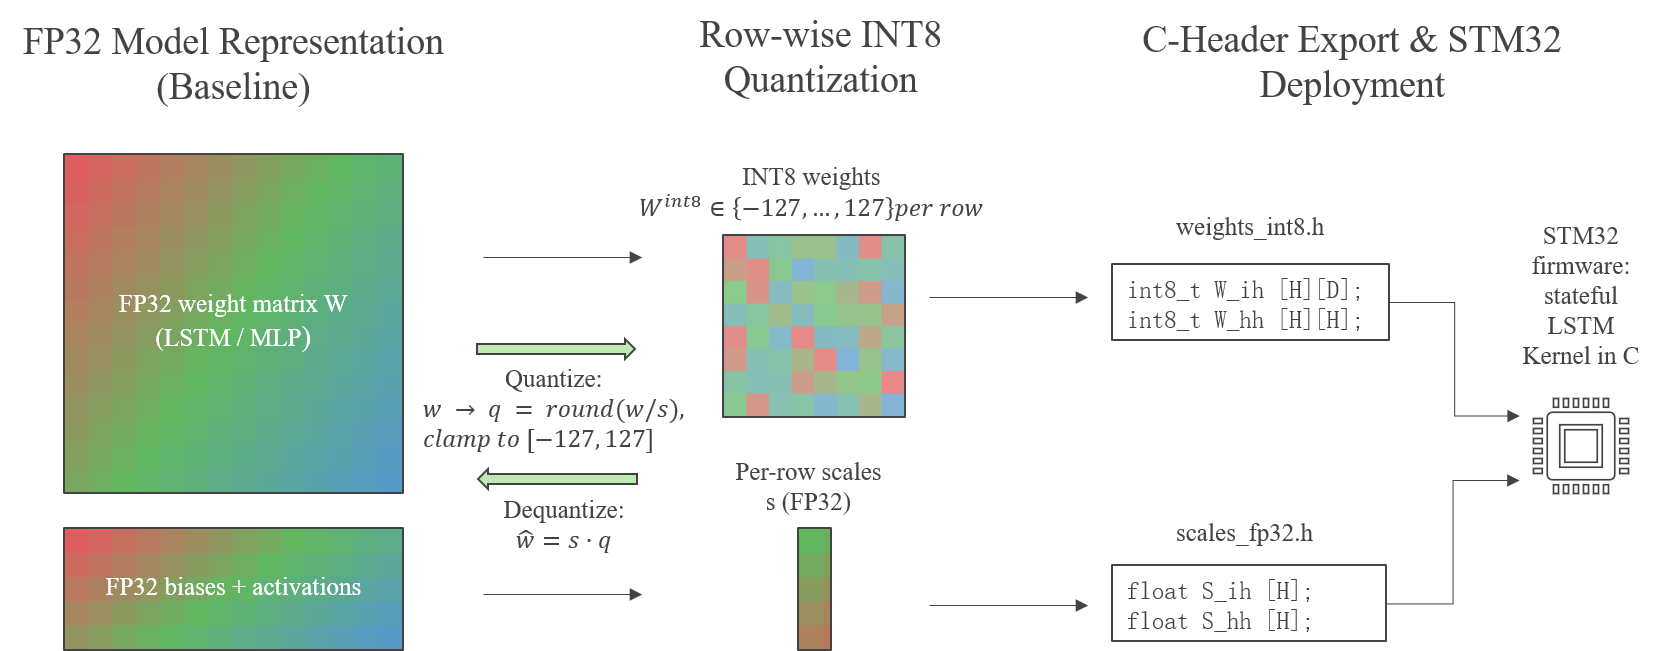 FP32 Model Representation
(Baseline)
Row-wise INT8
Quantization
C-Header Export & STM32
Deployment
FP32 weight matrix W
(LSTM / MLP)
FP32 biases + activations
Quantize:
w → q = round(w/s),
clamp to [−127, 127]
Dequantize:
ŵ = s · q
INT8 weights
W^int8 ∈ {−127, … , 127}per row
Per-row scales
s (FP32)
weights_int8.h
int8_t W_ih [H][D];
int8_t W_hh [H][H];
scales_fp32.h
float S_ih [H];
float S_hh [H];
STM32
firmware:
stateful
LSTM
Kernel in C